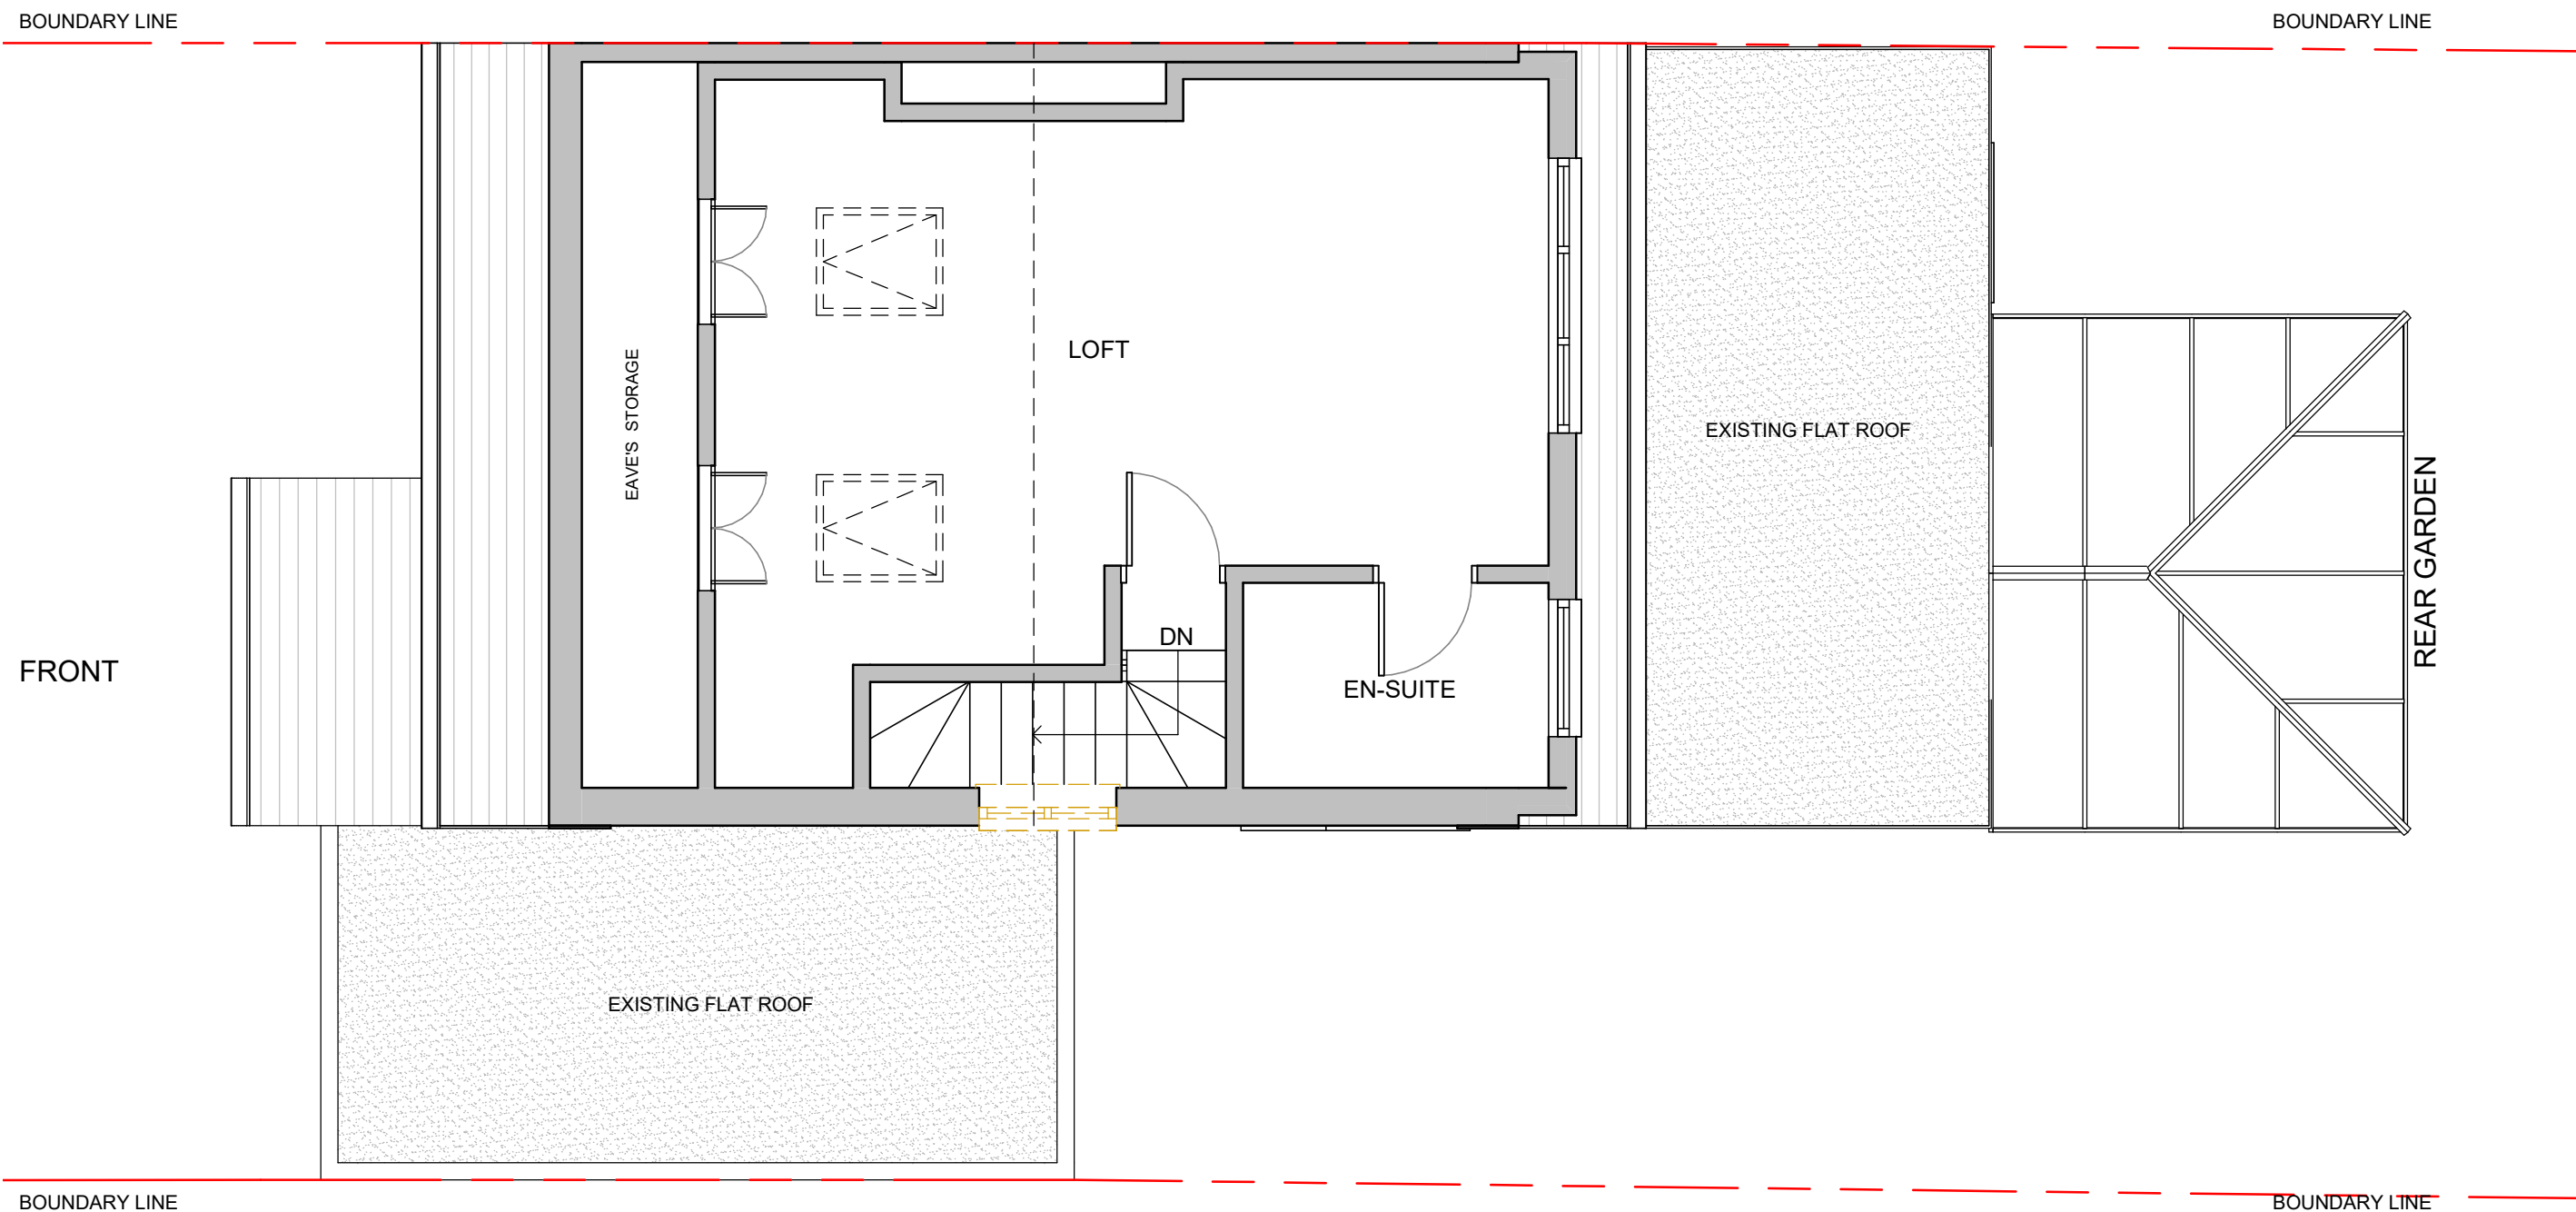 BOUNDARY LINE
BOUNDARY LINE
LOFT
EAVE'S STORAGE
EXISTING FLAT ROOF
REAR GARDEN
DN
FRONT
EN-SUITE
EXISTING FLAT ROOF
BOUNDARY LINE
BOUNDARY LINE